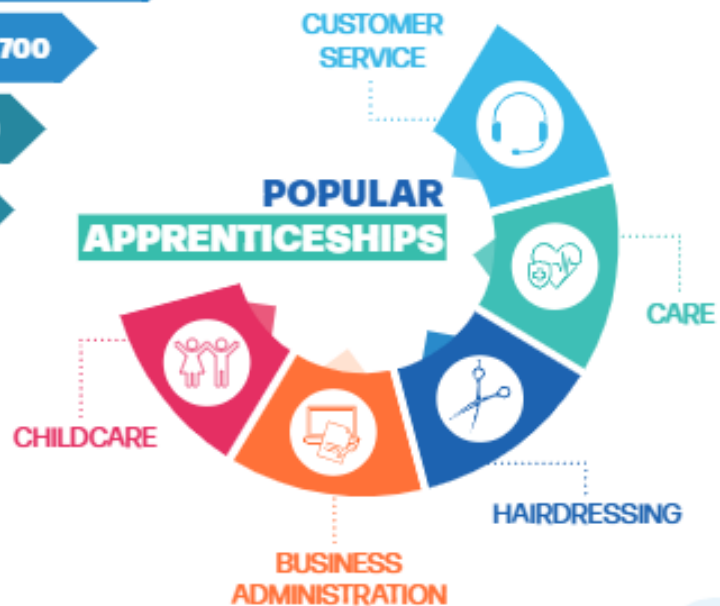 700
CUSTOMER
SERVICE
POPULAR
APPRENTICESHIPS
CARE
CHILDCARE
HAIRDRESSING
BUSINESS
ADMINISTRATION